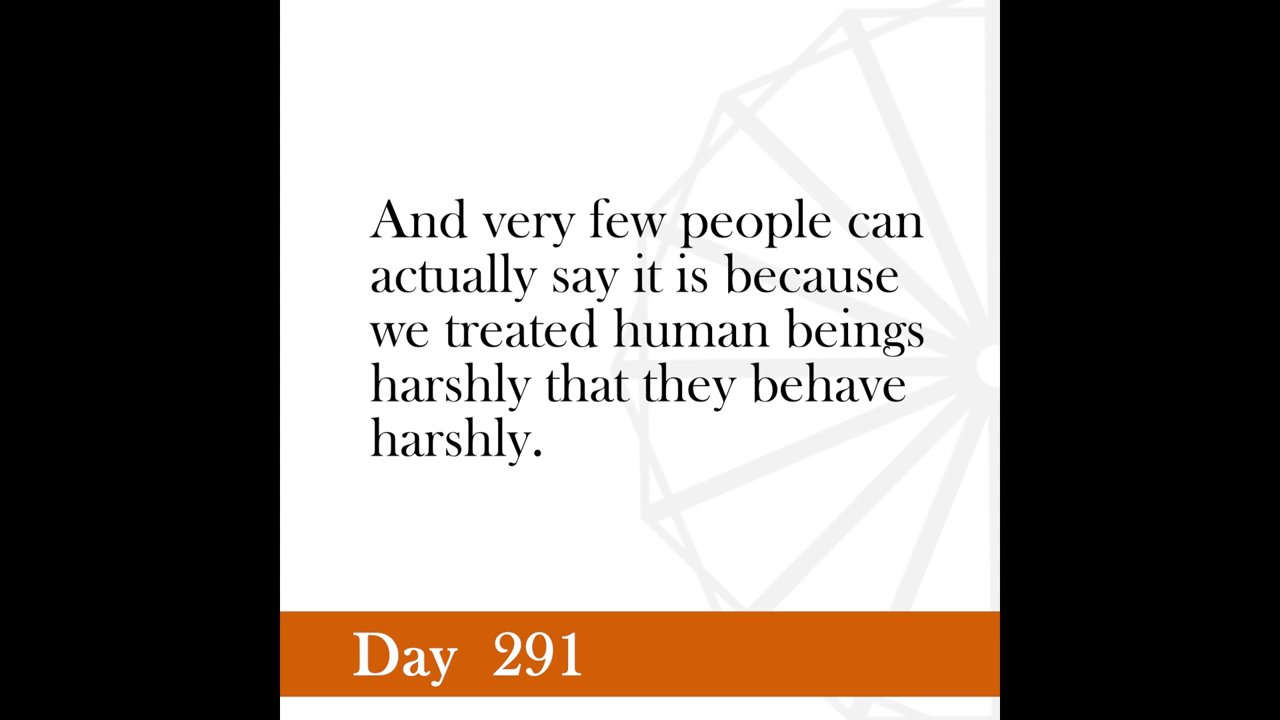 And very few people can
actually say it is because
we treated human beings
harshly that they behave
harshly.
Day 291